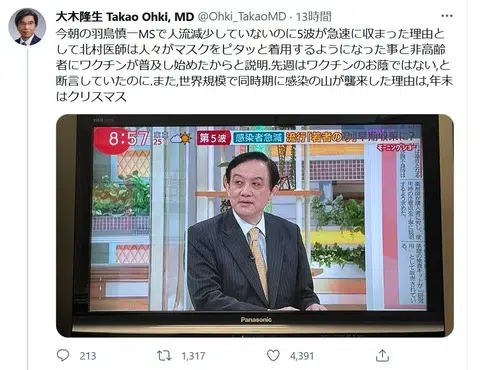 大木隆生 Takao Ohki, MD @Ohki_TakaoMD・13時間
今朝の羽鳥慎一MSで人流減少していないのに5波が急速に収まった理由と
して北村医師は人々がマスクをピタッと着用するようになった事と非高齢
者にワクチンが普及し始めたからと説明.先週はワクチンのお蔭ではない,と
断言していたのに.また,世界規模で同時期に感染の山が襲来した理由は,年末
はクリスマス
8:57
第5波
感染者急減
早期収束に?
モーニングショー
Panasonic
213
1,317
4,391